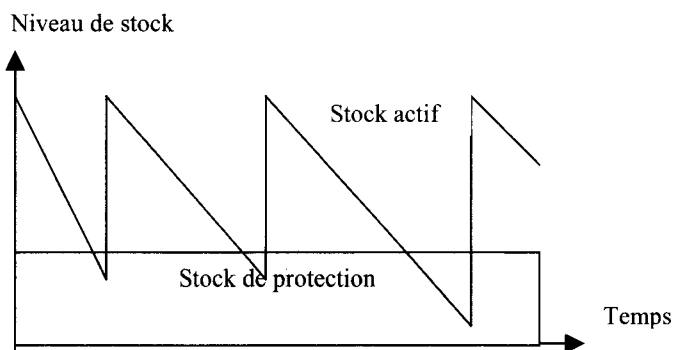 Niveau de stock
Stock actif
Stock de protection
Temps